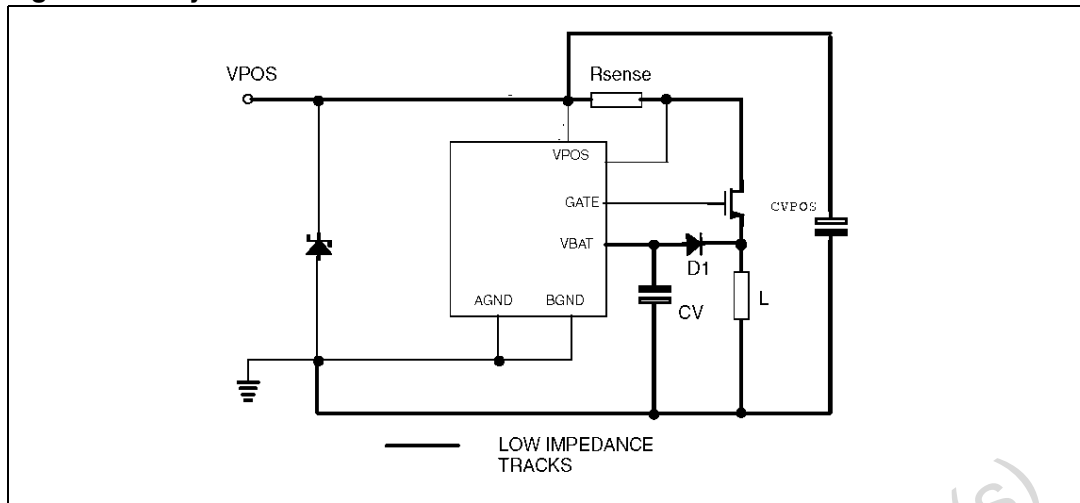 VPOS
Rsense
VPOS
GATE
CVPOS
VBAT
D1
AGND
BGND
CV
L
LOW IMPEDANCE
TRACKS